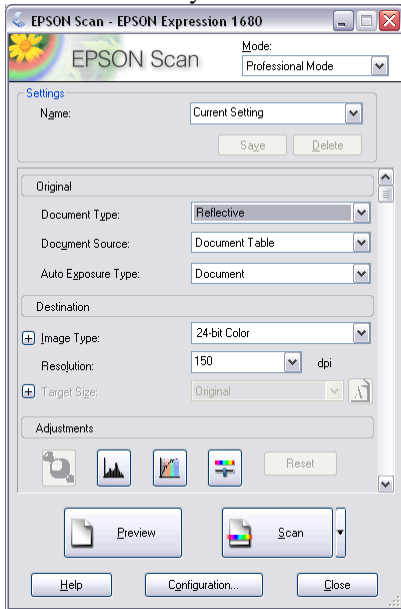 EPSON Scan - EPSON Expression 1680
EPSON Scan
Mode:
Professional Mode
Settings
Name:
Current Setting
Save
Delete
Original
Document Type:
Reflective
Document Source:
Document Table
Auto Exposure Type:
Document
Destination
Image Type:
24-bit Color
Resolution:
150
dpi
Target Size:
Original
Adjustments
Reset
Preview
Scan
Help
Configuration...
Close